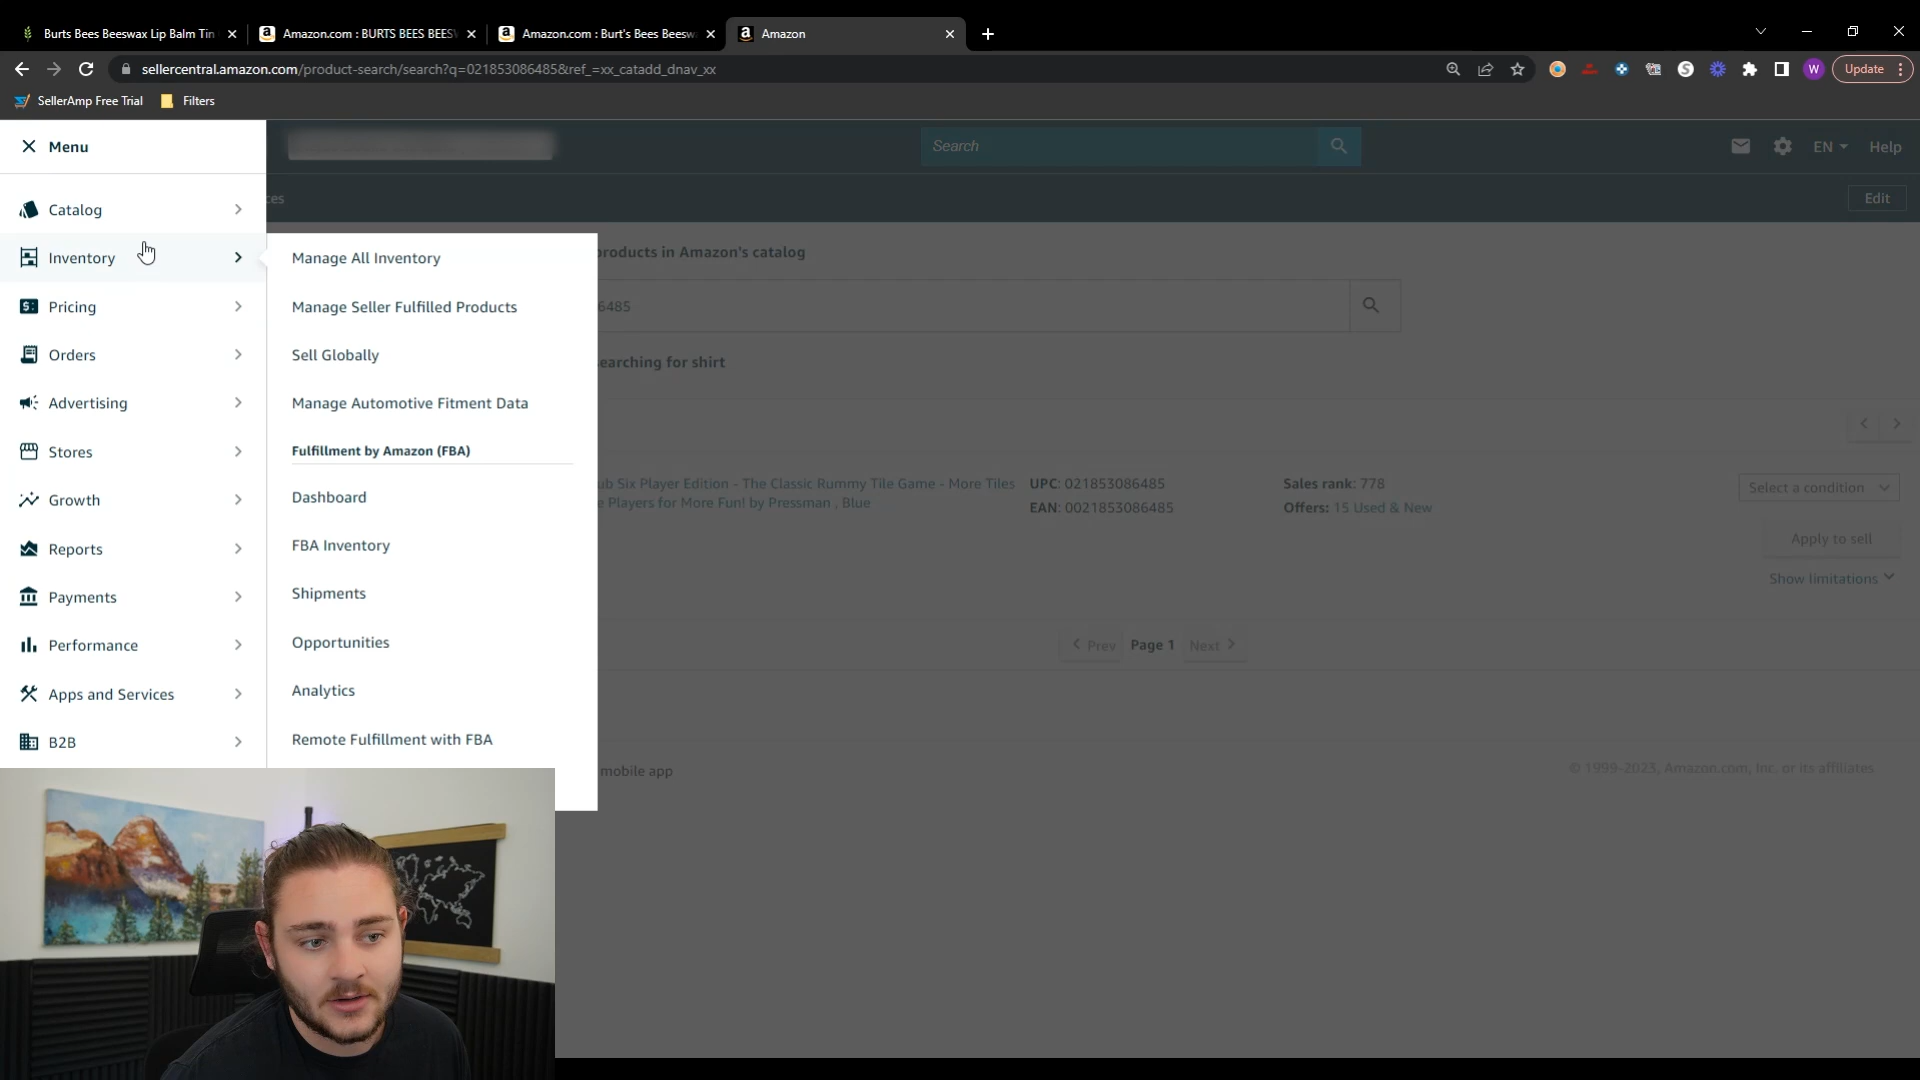 Burts Bees Beeswax Lip Balm Tin
Amazon.com : BURTS BEES BEES
Amazon.com : Burt's Bees Beesw
Amazon
sellercentral.amazon.com/product-search/search?q=021853086485&ref_=xx_catadd_dnav_xx
W
Update
SellerAmp Free Trial
Filters
Menu
Search
EN
Help
Edit
Catalog
Inventory
Pricing
Orders
Advertising
Stores
Growth
Reports
Payments
Performance
Apps and Services
B2B
Manage All Inventory
Manage Seller Fulfilled Products
Sell Globally
Manage Automotive Fitment Data
Fulfillment by Amazon (FBA)
Dashboard
FBA Inventory
Shipments
Opportunities
Analytics
Remote Fulfillment with FBA
products in Amazon's catalog
6485
searching for shirt
ub Six Player Edition - The Classic Rummy Tile Game - More Tiles
e Players for More Fun! by Pressman , Blue
UPC: 021853086485
EAN: 0021853086485
Sales rank: 778
Offers: 15 Used & New
Select a condition
Apply to sell
Show limitations
Prev Page 1 Next
mobile app
© 1999-2023, Amazon.com, Inc. or its affiliates